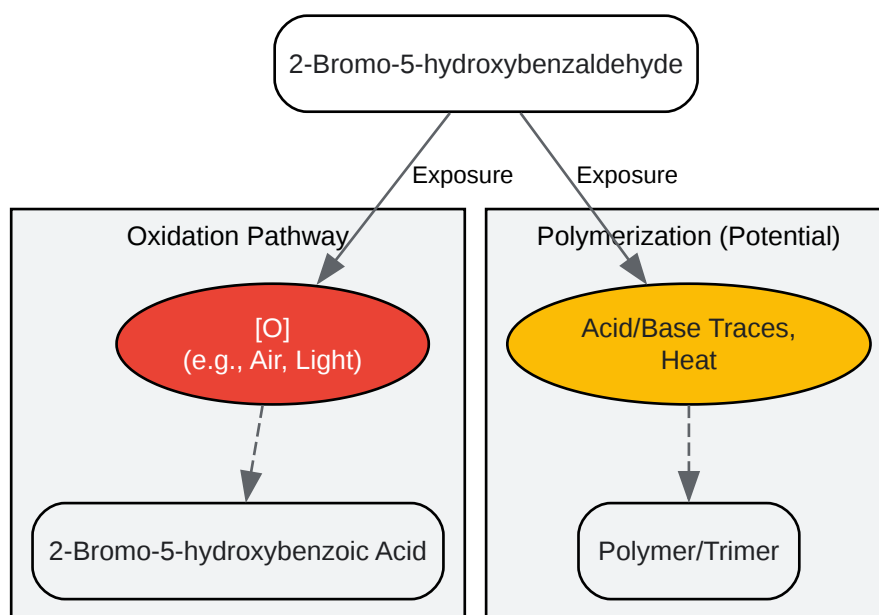 2-Bromo-5-hydroxybenzaldehyde
Exposure
Exposure
Oxidation Pathway
Polymerization (Potential)
[O]
(e.g., Air, Light)
Acid/Base Traces,
Heat
2-Bromo-5-hydroxybenzoic Acid
Polymer/Trimer